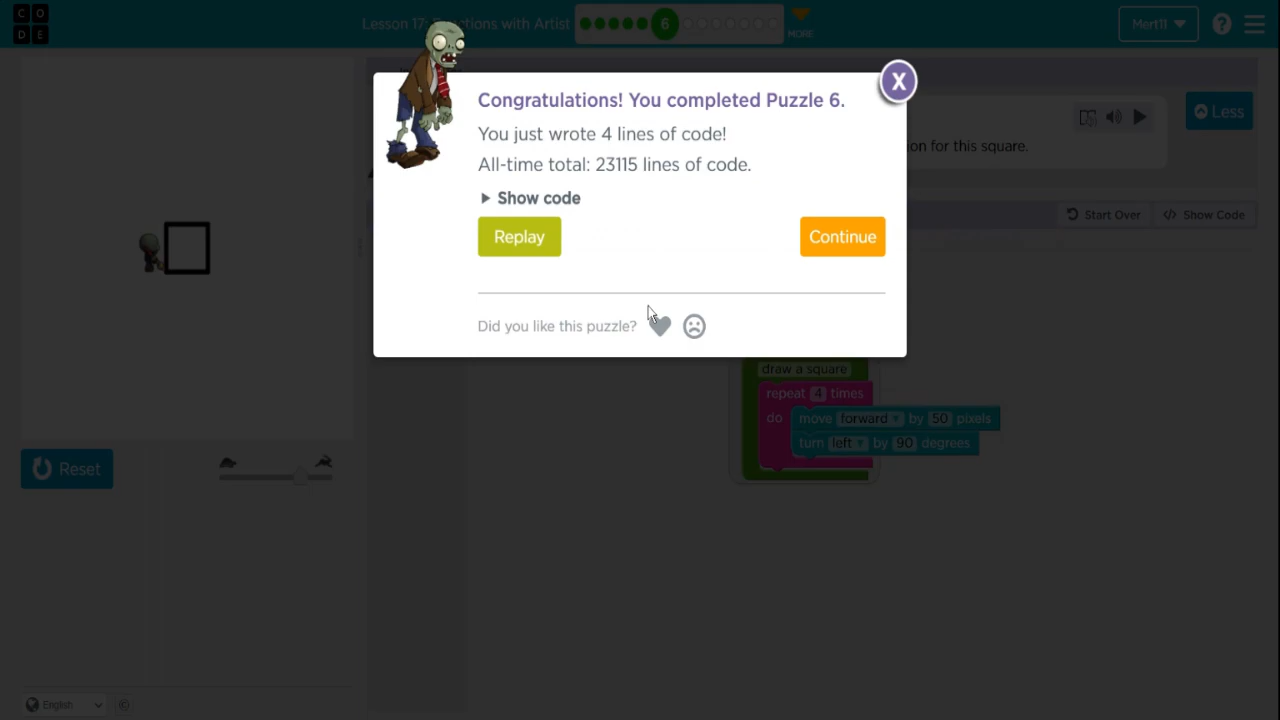 C O
D E
Lesson 17: Functions with Artist
6
MORE
Mert11
?
X
Congratulations! You completed Puzzle 6.
You just wrote 4 lines of code!
All-time total: 23115 lines of code.
Show code
Replay
Continue
Did you like this puzzle?
Less
ion for this square.
Start Over
</> Show Code
draw a square
repeat 4 times
do move forward by 50 pixels
turn left by 90 degrees
Reset
English
©